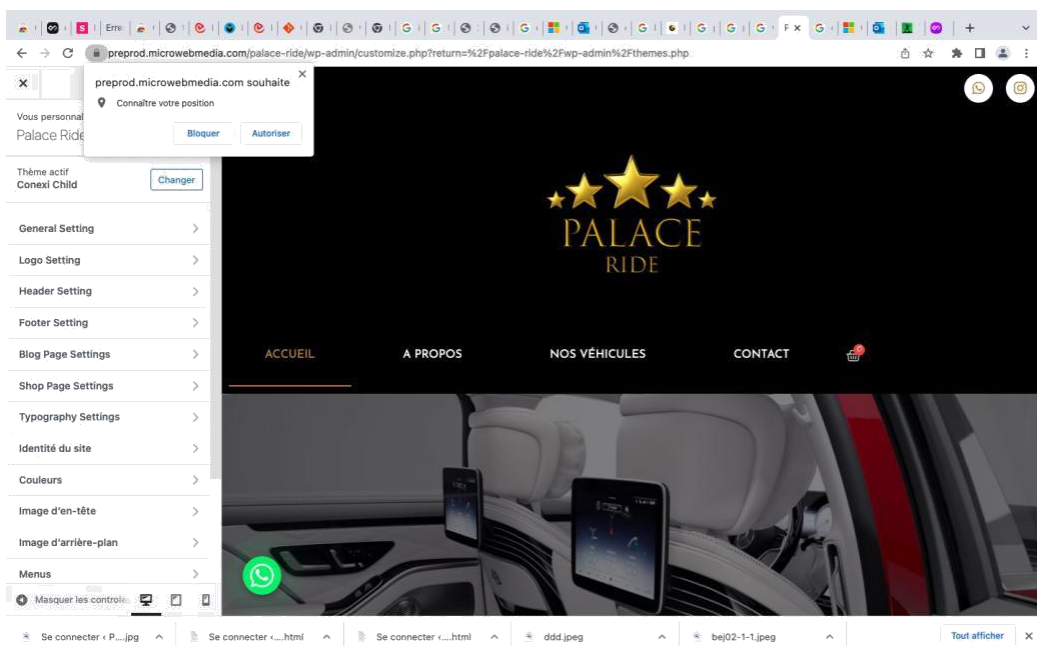 Erre
preprod.microwebmedia.com/palace-ride/wp-admin/customize.php?return=%2Fpalace-ride%2Fwp-admin%2Fthemes.php
preprod.microwebmedia.com souhaite
Connaître votre position
Bloquer
Autoriser
Vous personnal
Palace Ride
Thème actif
Conexi Child
Changer
General Setting
Logo Setting
Header Setting
Footer Setting
Blog Page Settings
Shop Page Settings
Typography Settings
Identité du site
Couleurs
Image d'en-tête
Image d'arrière-plan
Menus
Masquer les controle
PALACE
RIDE
ACCUEIL
A PROPOS
NOS VÉHICULES
CONTACT
0
Se connecter ‹ P....jpg
Se connecter ‹....html
Se connecter ‹....html
ddd.jpeg
bej02-1-1.jpeg
Tout afficher